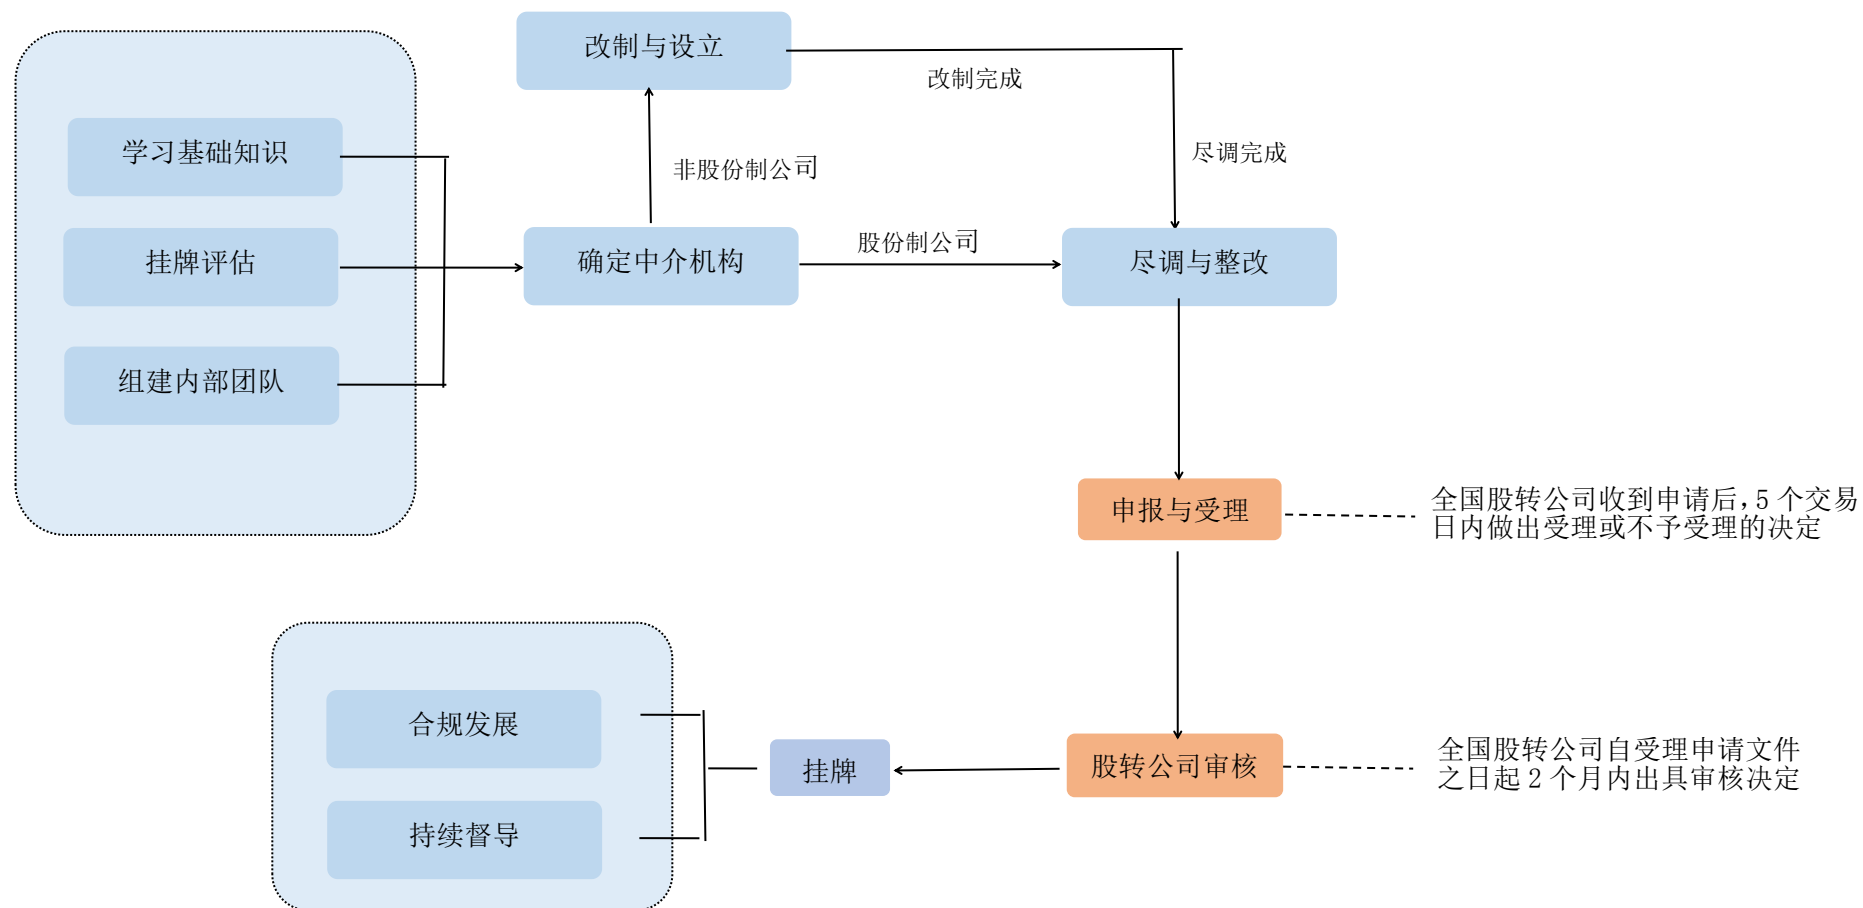 改制与设立
改制完成
学习基础知识
非股份制公司
尽调完成
挂牌评估
确定中介机构
股份制公司
尽调与整改
组建内部团队
申报与受理
全国股转公司收到申请后,5个交易
日内做出受理或不予受理的决定
合规发展
挂牌
股转公司审核
全国股转公司自受理申请文件
之日起2个月内出具审核决定
持续督导